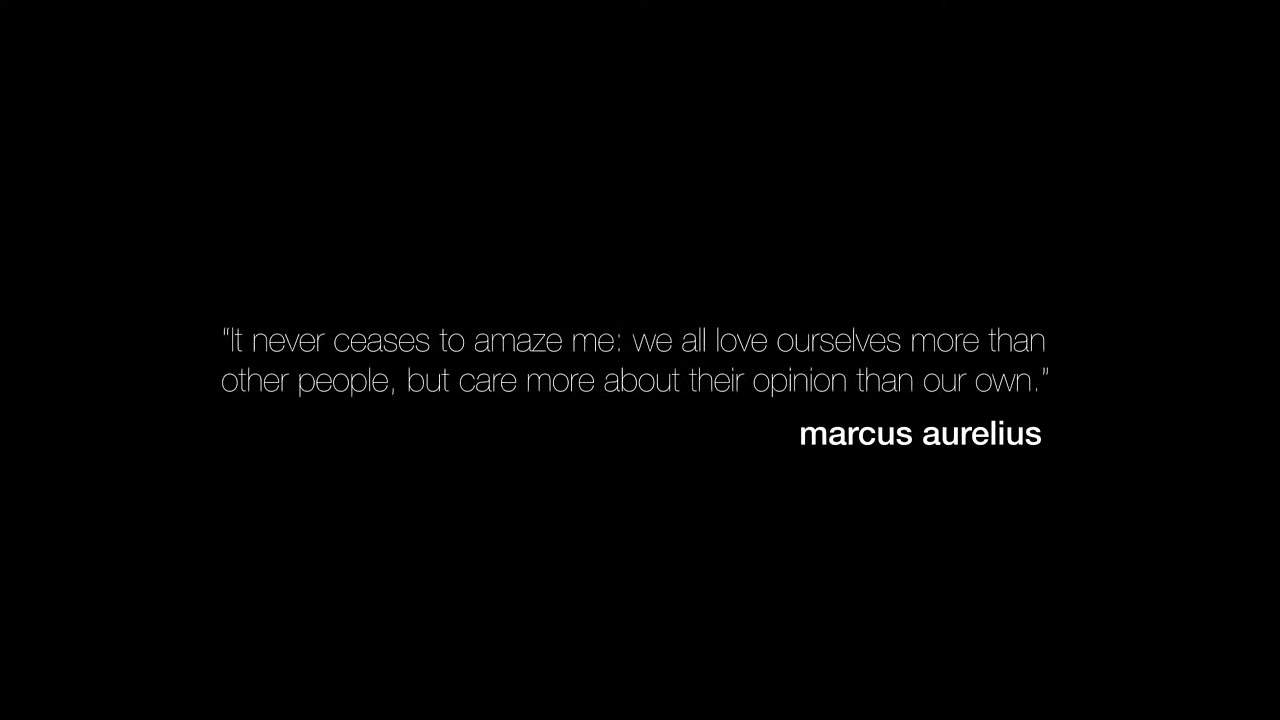 "It never ceases to amaze me: we all love ourselves more than
other people, but care more about their opinion than our own."
marcus aurelius